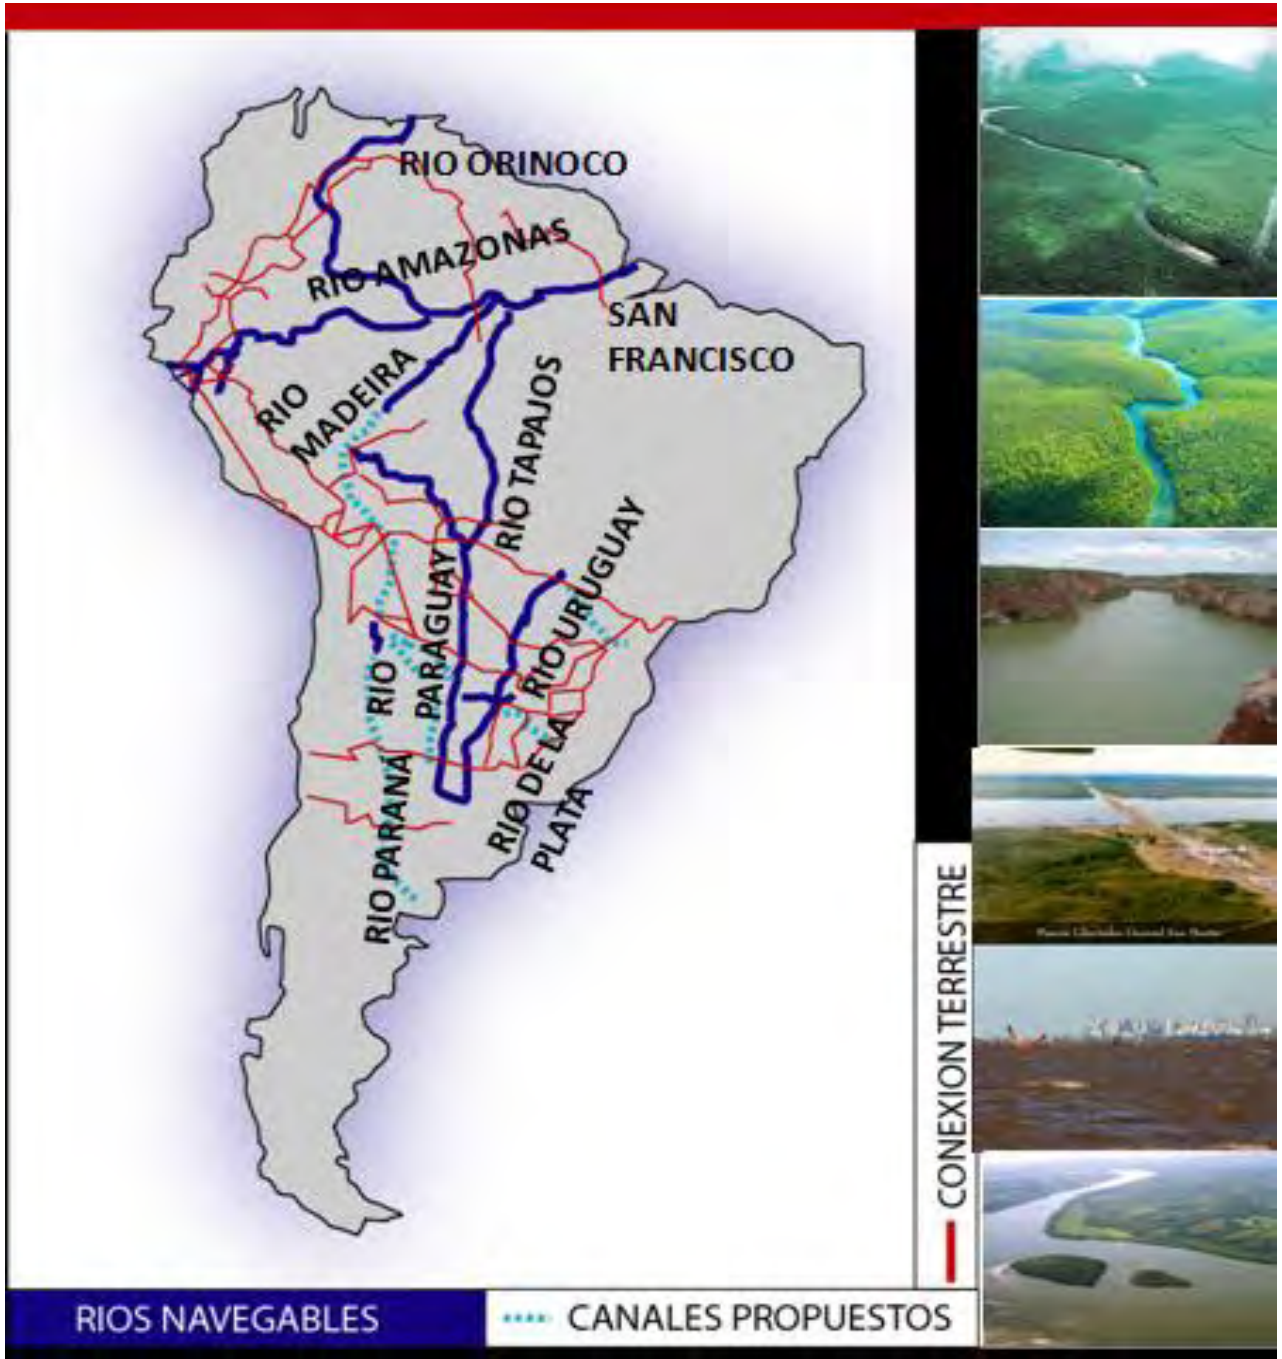 RIO ORINOCO
RIO AMAZONAS
SAN
FRANCISCO
RIO
MADEIRA
RIO TAPAJOS
RIO URUGUAY
PARAGUAY
RIO
RIO DE LA
PLATA
RIO PARANA
CONEXION TERRESTRE
RIOS NAVEGABLES
CANALES PROPUESTOS